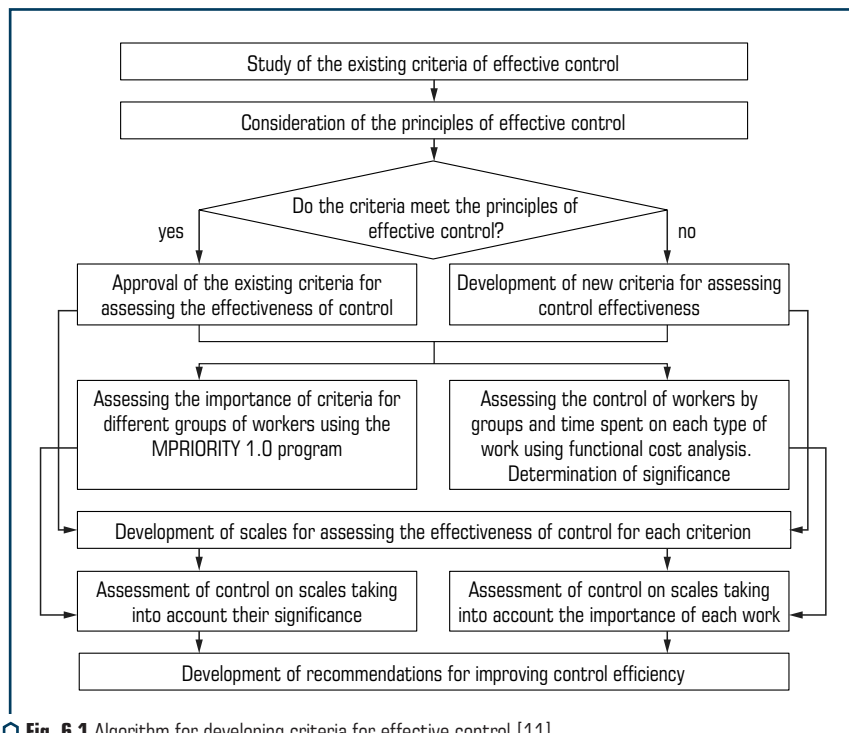 Study of the existing criteria of effective control
Consideration of the principles of effective control
Do the criteria meet the principles of
effective control?
yes
no
Approval of the existing criteria for
assessing the effectiveness of control
Development of new criteria for assessing
control effectiveness
Assessing the importance of criteria for
different groups of workers using the
MPRIORITY 1.0 program
Assessing the control of workers by
groups and time spent on each type of
work using functional cost analysis.
Determination of significance
Development of scales for assessing the effectiveness of control for each criterion
Assessment of control on scales taking
into account their significance
Assessment of control on scales taking
into account the importance of each work
Development of recommendations for improving control efficiency
Fig. 6.1 Algorithm for developing criteria for effective control [11]